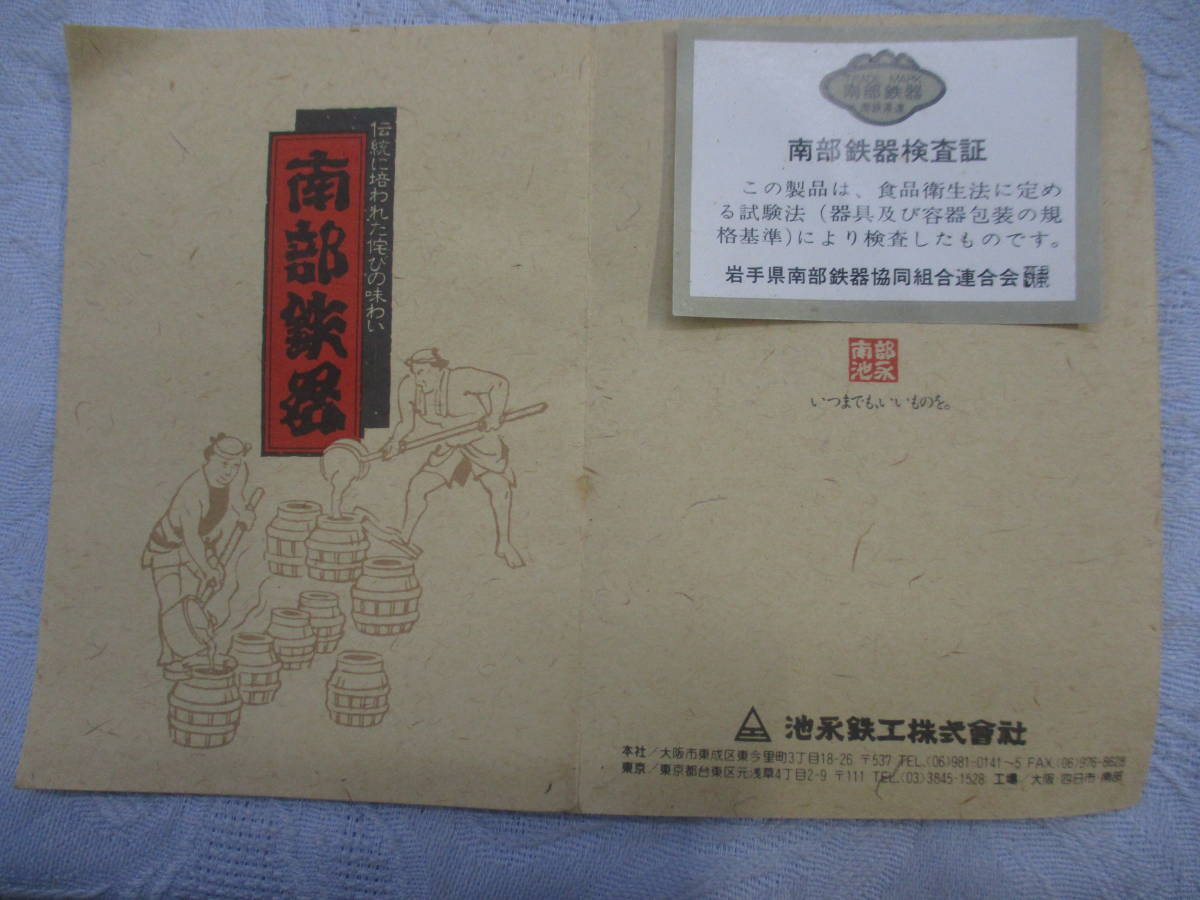 伝統に培われた侘びの味わい
南部鉄器
TRADE MARK
南部鉄器
南部鉄器検査証
この製品は、食品衛生法に定め
る試験法(器具及び容器包装の規
格基準)により検査したものです。
岩手県南部鉄器協同組合連合会
南部
池永
いつまでも、いいものを。
池永鉄工株式會社
本社/大阪市東成区東今里町3丁目18-26 〒537 TEL.(06)981-0141～5 FAX.(06)976-8628
東京/東京都台東区元浅草4丁目2-9 〒111 TEL.(03)3845-1528 工場/大阪 四日市 南部